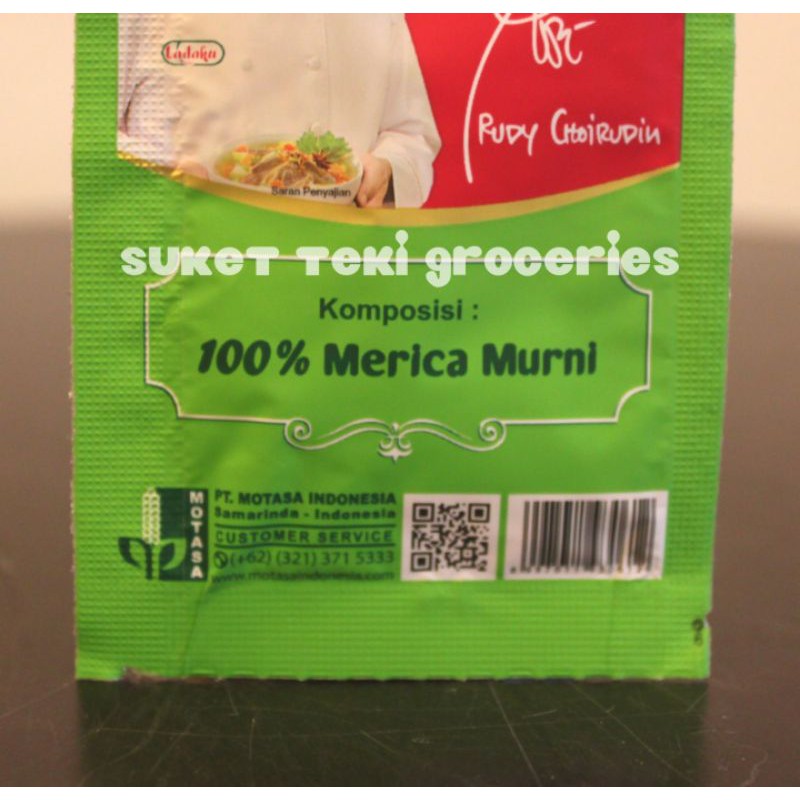 Ladaku
RUDY CHOIRUDIN
Saran Penyajian
SUKET TEKI GROCERIES
Komposisi :
100% Merica Murni
MOTASA
PT. MOTASA INDONESIA
Samarinda - Indonesia
CUSTOMER SERVICE
(+62) (321) 371 5333
www.motasaindonesia.com